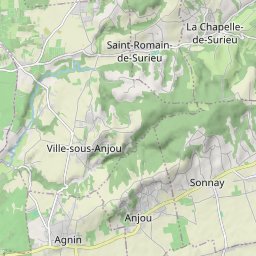 La Chapelle-
de-Surieu
Saint-Romain-
de-Surieu
Ville-sous-Anjou
Sonnay
Anjou
Agnin